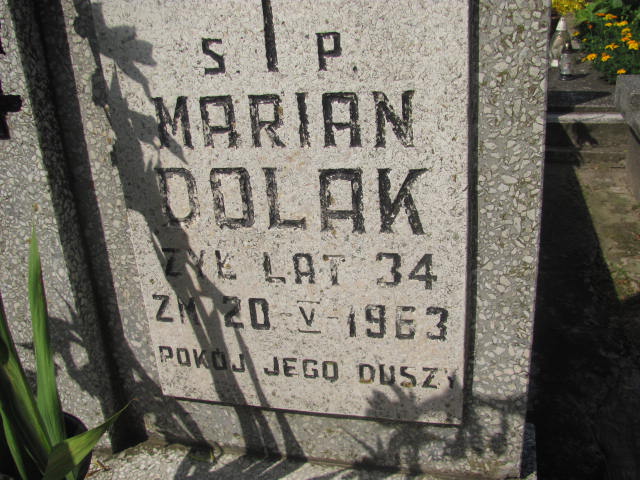 S. P.
MARIAN
DOLAK
ŻYŁ LAT 34
ZM 20-V-1963
POKÓJ JEGO DUSZY